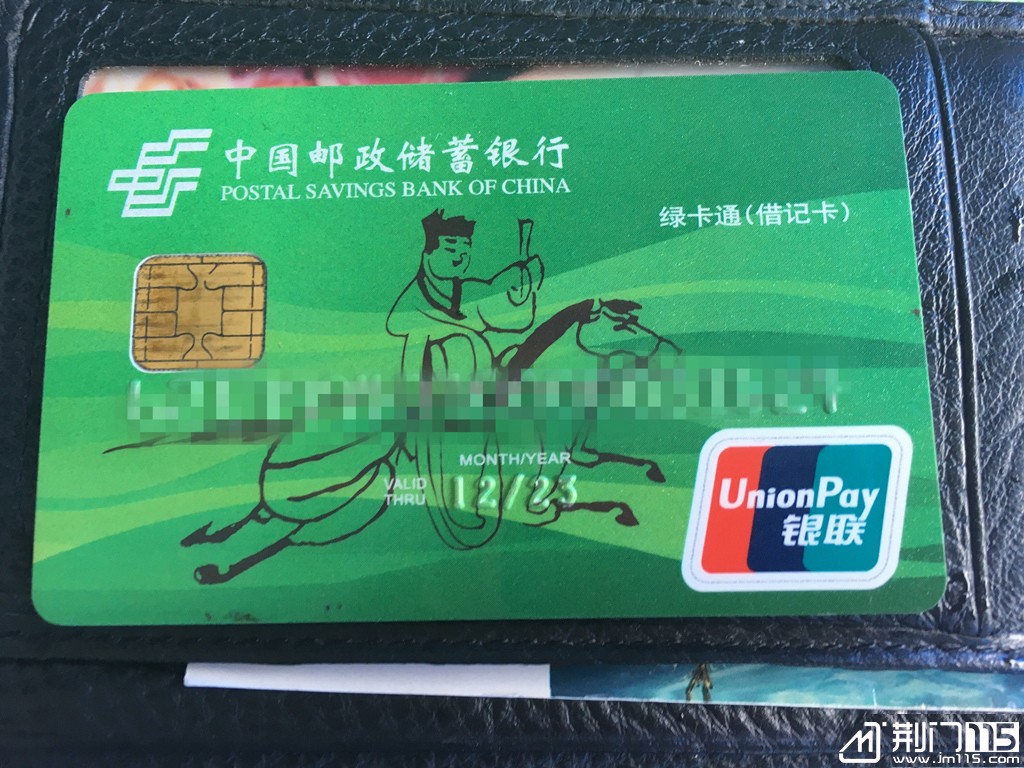 中国邮政储蓄银行
POSTAL SAVINGS BANK OF CHINA
绿卡通(借记卡)
MONTH/YEAR
VALID THRU 12/23
UnionPay
银联
荆门115
www.jm115.com